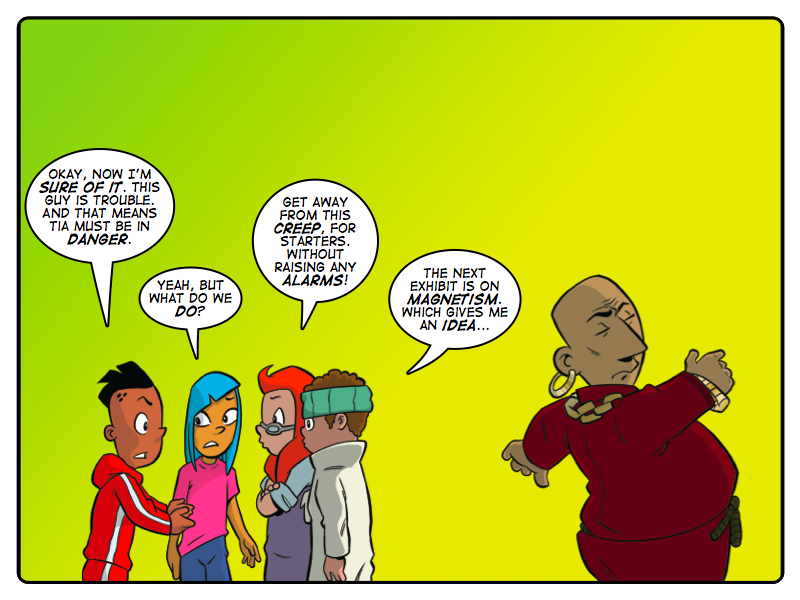 OKAY, NOW I'M
SURE OF IT. THIS
GUY IS TROUBLE.
AND THAT MEANS
TIA MUST BE IN
DANGER.
YEAH, BUT
WHAT DO WE
DO?
GET AWAY
FROM THIS
CREEP, FOR
STARTERS.
WITHOUT
RAISING ANY
ALARMS!
THE NEXT
EXHIBIT IS ON
MAGNETISM.
WHICH GIVES ME
AN IDEA...